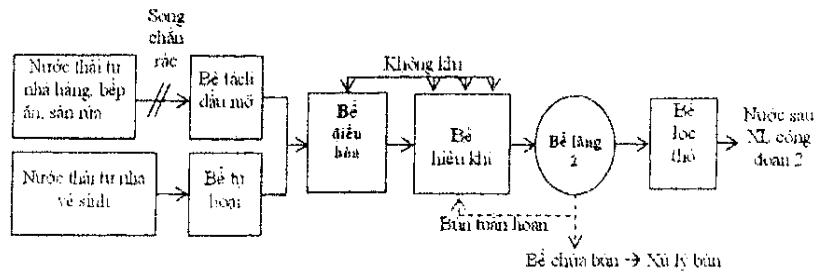 Song
chắn
rác
Nước thải từ
nhà hàng, bếp
ăn, sân rửa
Bể tách
dầu mỡ
Không khí
Bể
điều
hòa
Bể
hiếu khí
Bể lắng
2
Bể
lọc
thô
Nước sau
XL công
đoạn 2
Nước thải từ nhà
vệ sinh
Bể tự
hoại
Bùn tuần hoàn
Bể chứa bùn → Xử lý bùn